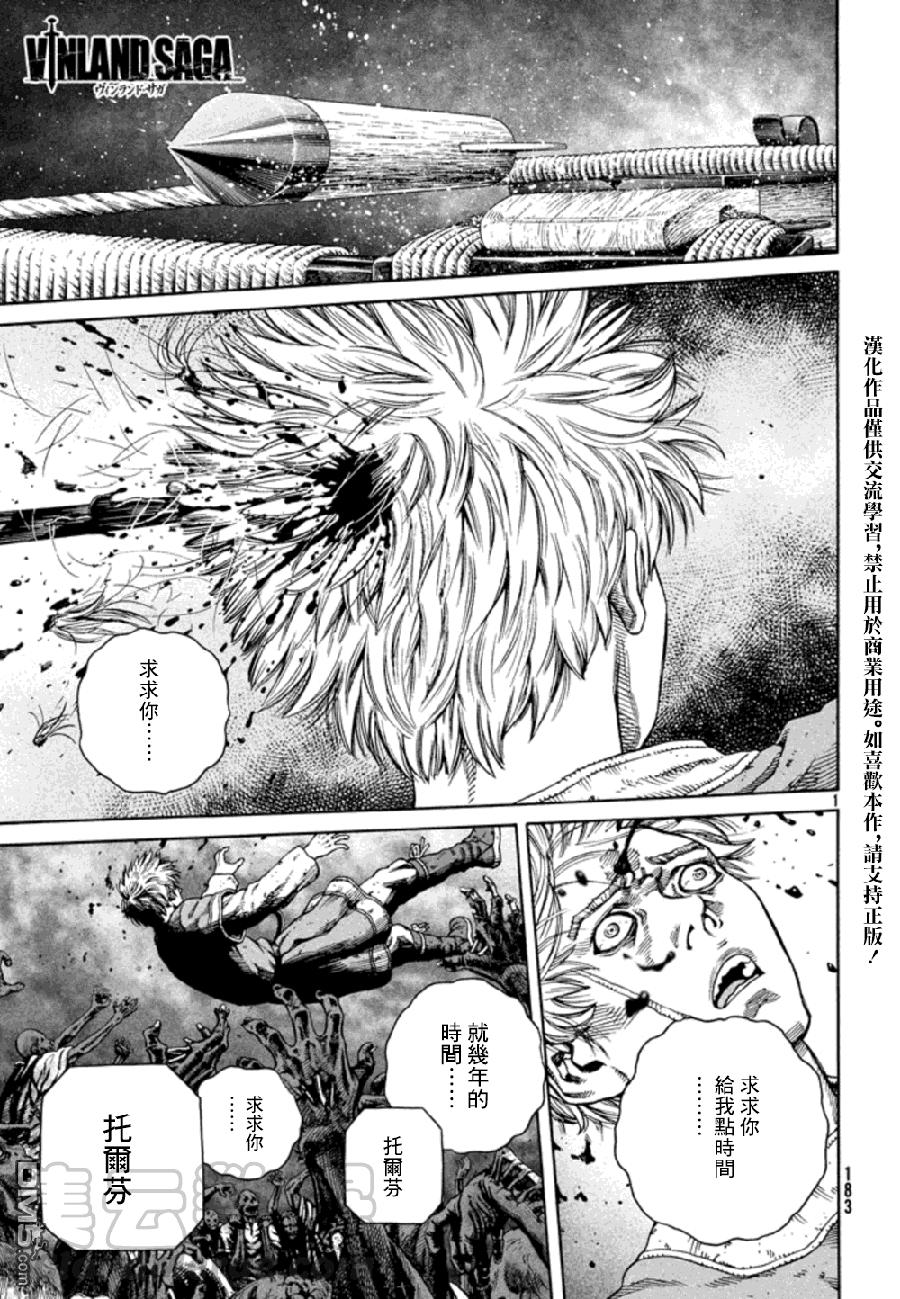 VINLAND SAGA
ヴィンランド・サガ
求求你……
1
求求你
給我點時間
就幾年的
時間……
托爾芬
求求你
……
托爾芬
183
漢化作品僅供交流學習，禁止用於商業用途。如喜歡本作，請支持正版！